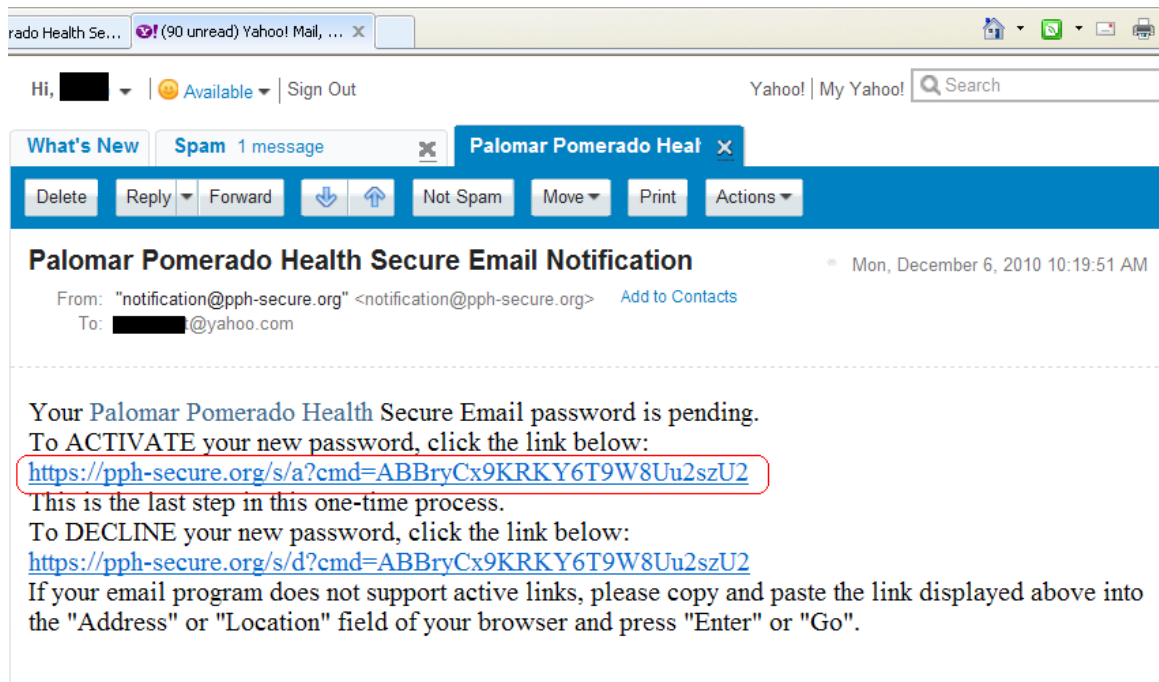 rado Health Se... (90 unread) Yahoo! Mail, ...
Hi, Available Sign Out Yahoo! My Yahoo! Search
What's New Spam 1 message Palomar Pomerado Heal
Delete Reply Forward Not Spam Move Print Actions
Palomar Pomerado Health Secure Email Notification Mon, December 6, 2010 10:19:51 AM
From: "notification@pph-secure.org" <notification@pph-secure.org> Add to Contacts
To: t@yahoo.com
Your Palomar Pomerado Health Secure Email password is pending.
To ACTIVATE your new password, click the link below:
https://pph-secure.org/s/a?cmd=ABBryCx9KRKY6T9W8Uu2szU2
This is the last step in this one-time process.
To DECLINE your new password, click the link below:
https://pph-secure.org/s/d?cmd=ABBryCx9KRKY6T9W8Uu2szU2
If your email program does not support active links, please copy and paste the link displayed above into
the "Address" or "Location" field of your browser and press "Enter" or "Go".